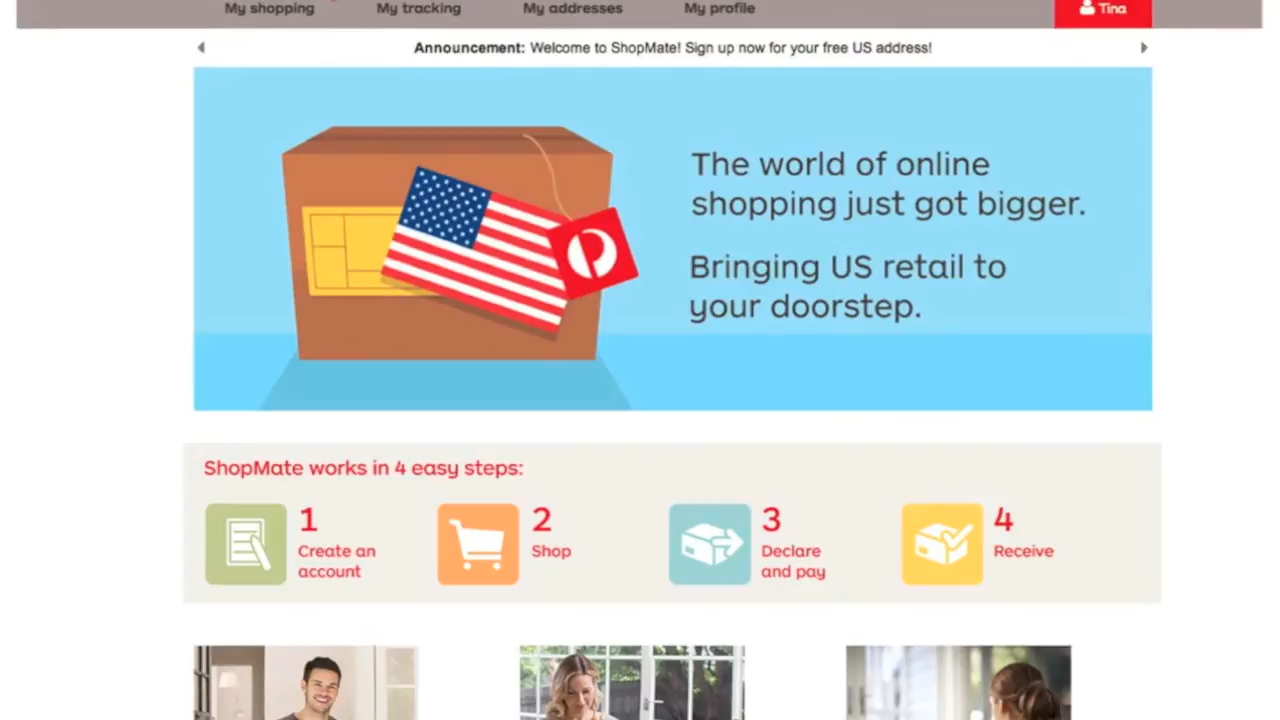 My shopping
My tracking
My addresses
My profile
Tina
Announcement: Welcome to ShopMate! Sign up now for your free US address!
The world of online
shopping just got bigger.
Bringing US retail to
your doorstep.
ShopMate works in 4 easy steps:
1
Create an
account
2
Shop
3
Declare
and pay
4
Receive